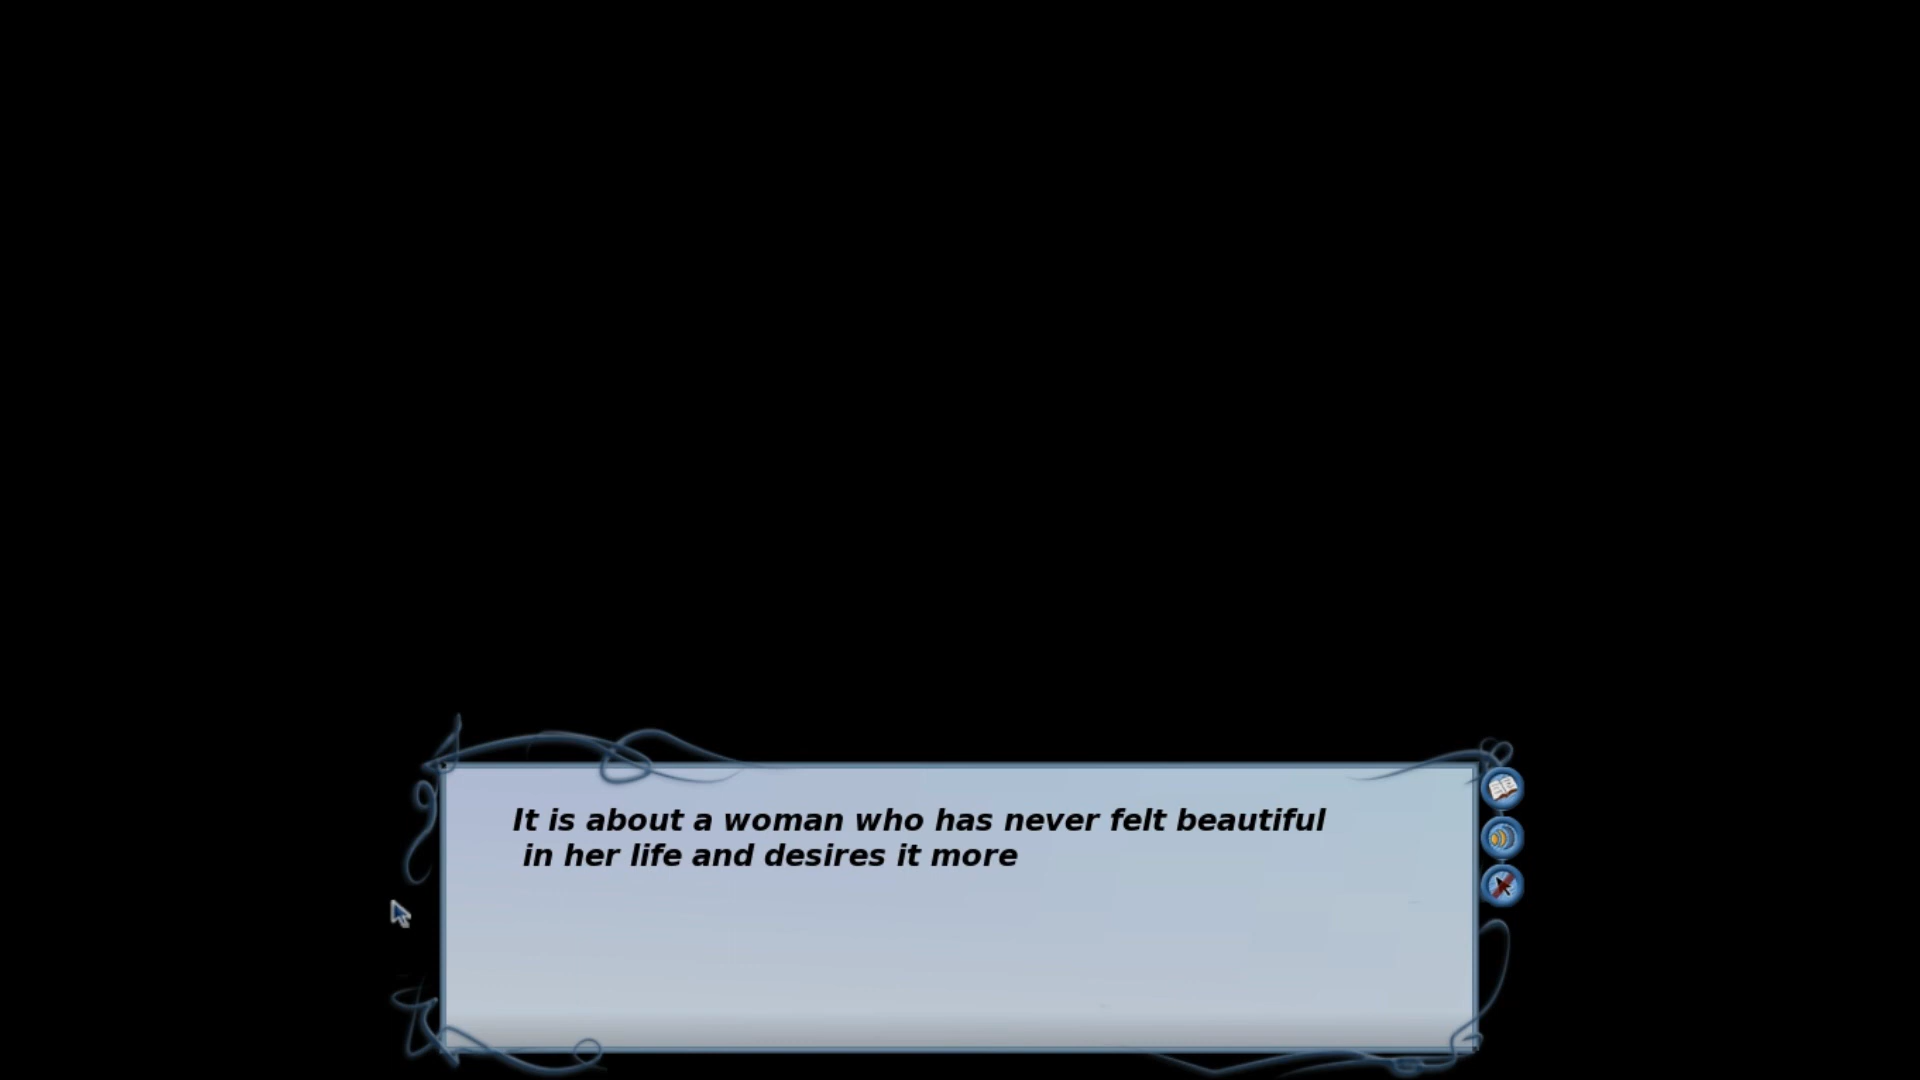 It is about a woman who has never felt beautiful
in her life and desires it more